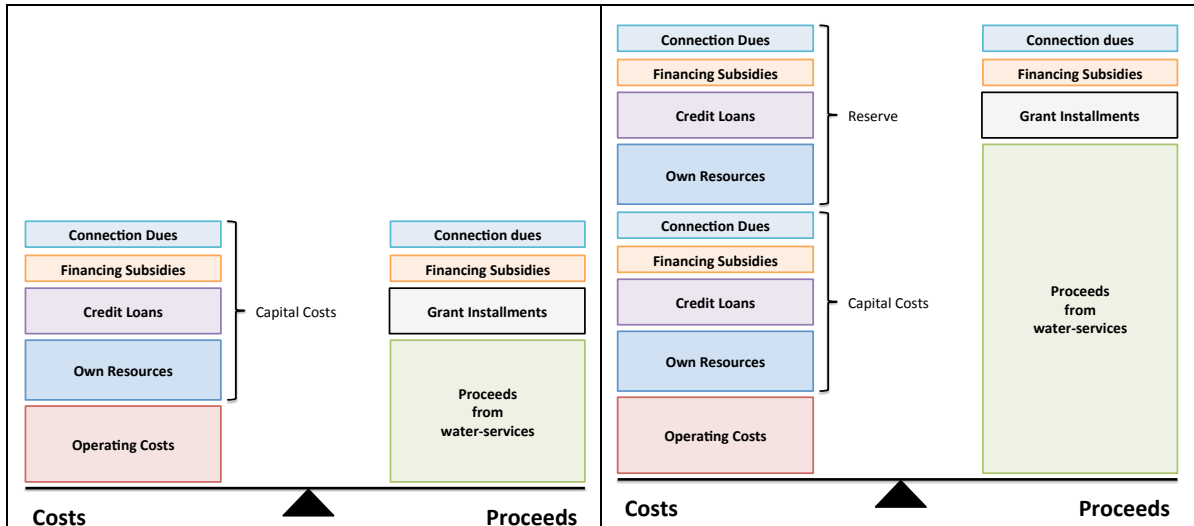 Connection Dues
Financing Subsidies
Credit Loans
Own Resources
Operating Costs
Capital Costs
Connection dues
Financing Subsidies
Grant Installments
Proceeds
from
water-services
Costs
Proceeds
Connection Dues
Financing Subsidies
Credit Loans
Own Resources
Reserve
Connection Dues
Financing Subsidies
Credit Loans
Own Resources
Capital Costs
Operating Costs
Connection dues
Financing Subsidies
Grant Installments
Proceeds
from
water-services
Costs
Proceeds